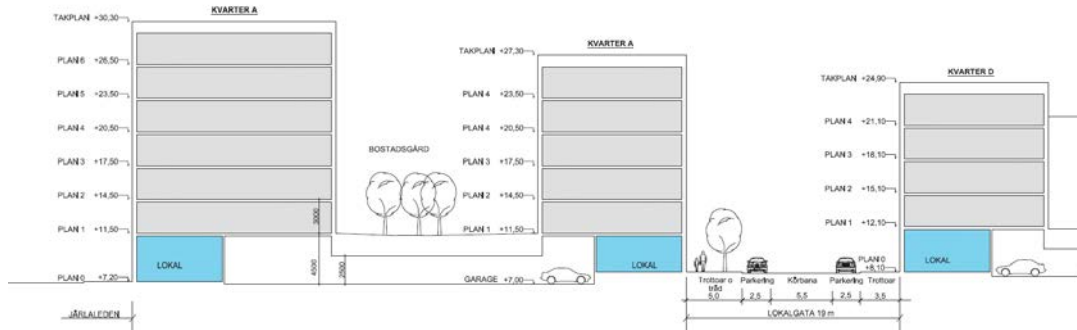 KVARTER A
TAKPLAN +30,30
PLAN 6 +26,50
PLAN 5 +23,50
PLAN 4 +20,50
PLAN 3 +17,50
PLAN 2 +14,50
PLAN 1 +11,50
PLAN 0 +7,20
LOKAL
JÄRLALEDEN
3000
4500
2500
BOSTADSGÅRD
KVARTER A
TAKPLAN +27,30
PLAN 4 +23,50
PLAN 4 +20,50
PLAN 3 +17,50
PLAN 2 +14,50
PLAN 1 +11,50
GARAGE +7,00
LOKAL
Trottoar o träd
5,0
Parkering
2,5
Körbana
5,5
Parkering
2,5
Trottoar
3,5
LOKALGATA 19 m
KVARTER D
TAKPLAN +24,90
PLAN 4 +21,10
PLAN 3 +18,10
PLAN 2 +15,10
PLAN 1 +12,10
PLAN 0
+8,10
LOKAL